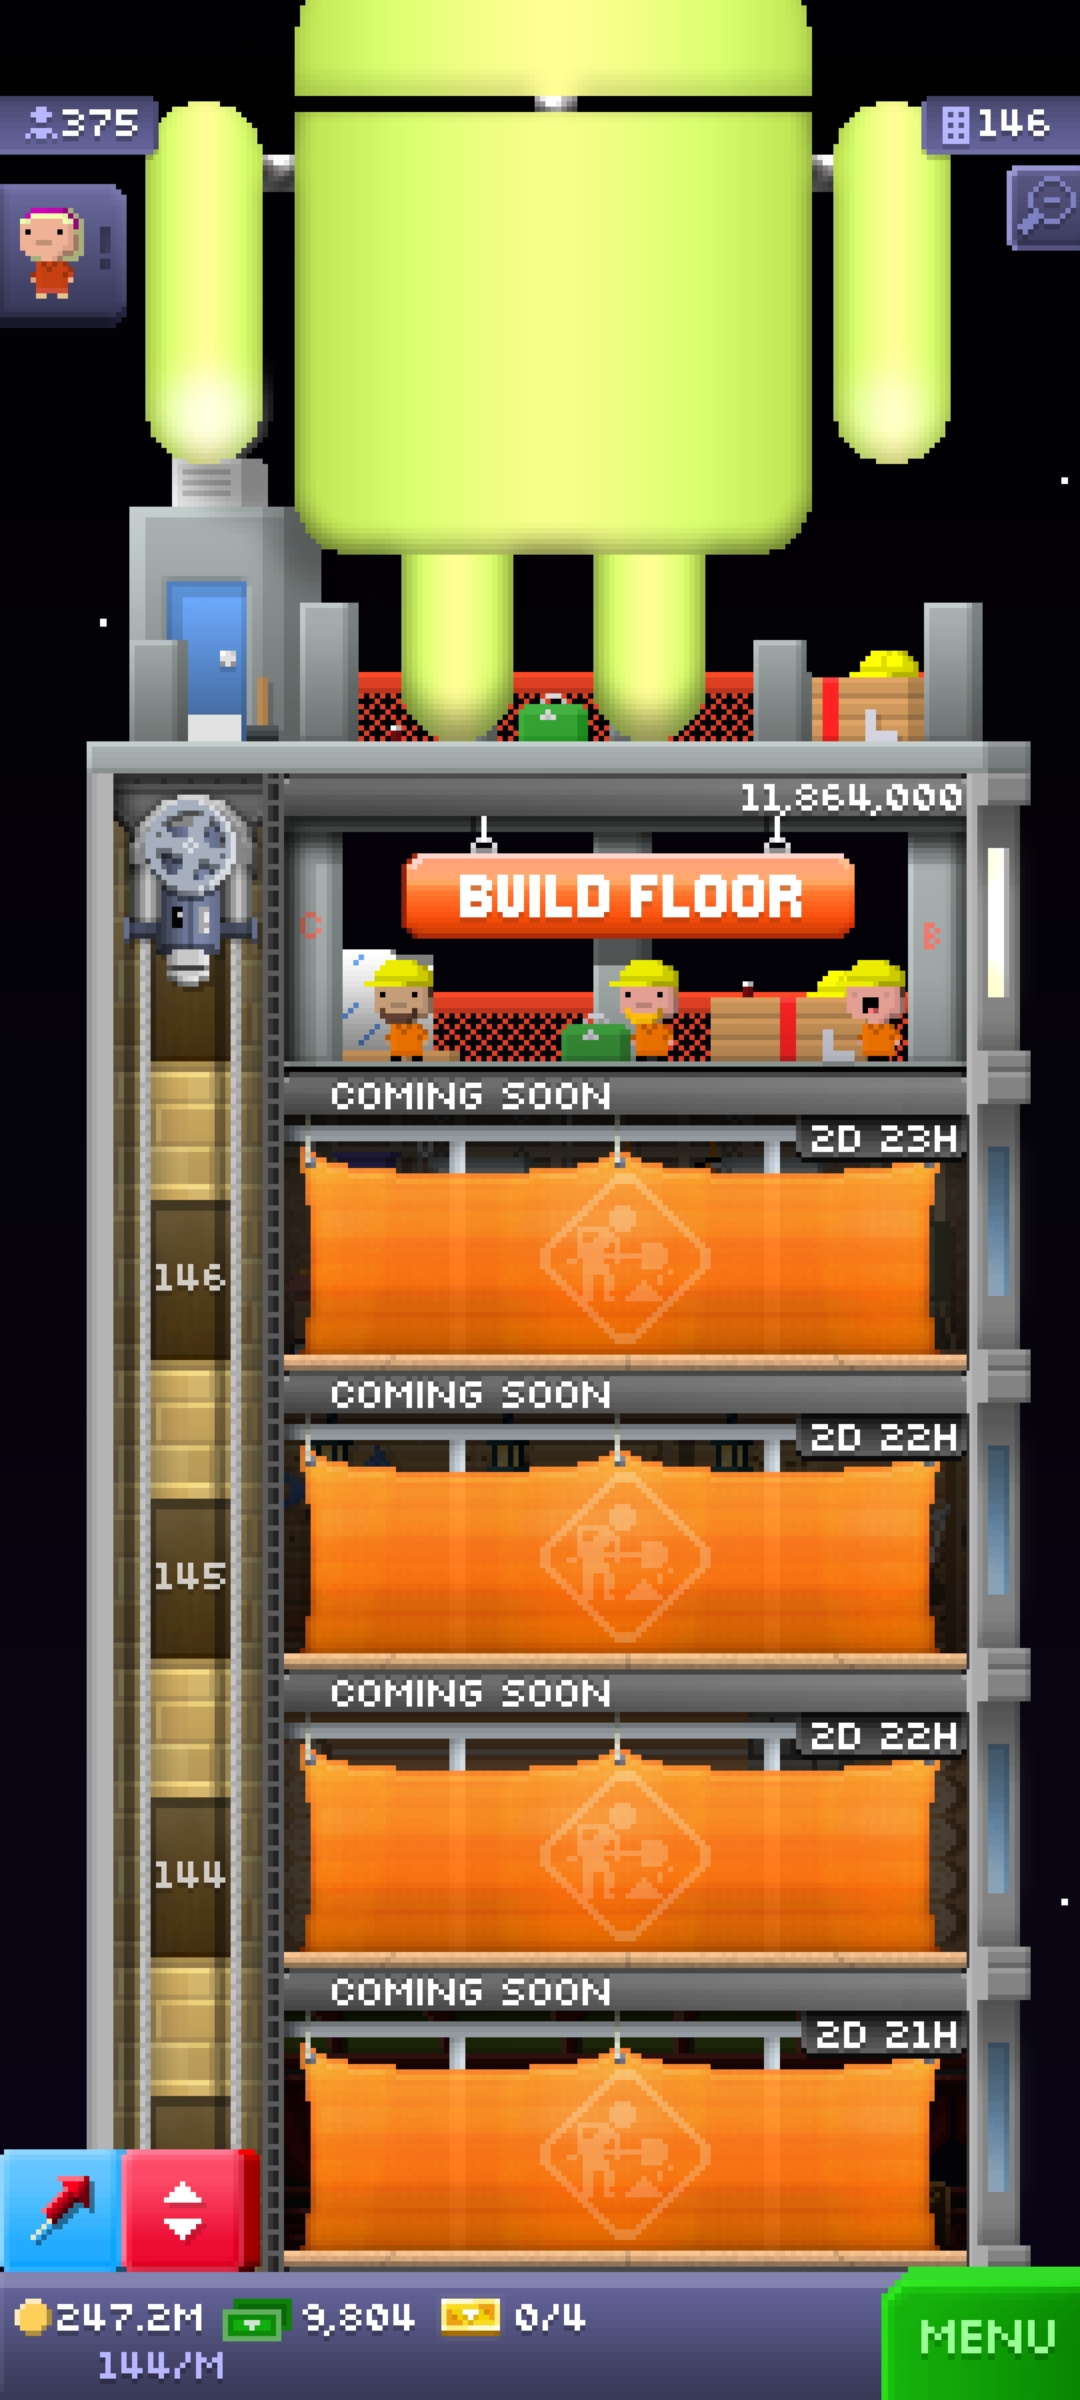 375
146
!
11,864,000
BUILD FLOOR
C
B
COMING SOON
2D 23H
146
COMING SOON
2D 22H
145
COMING SOON
2D 22H
144
COMING SOON
2D 21H
247.2M
9,804
0/4
144/M
MENU